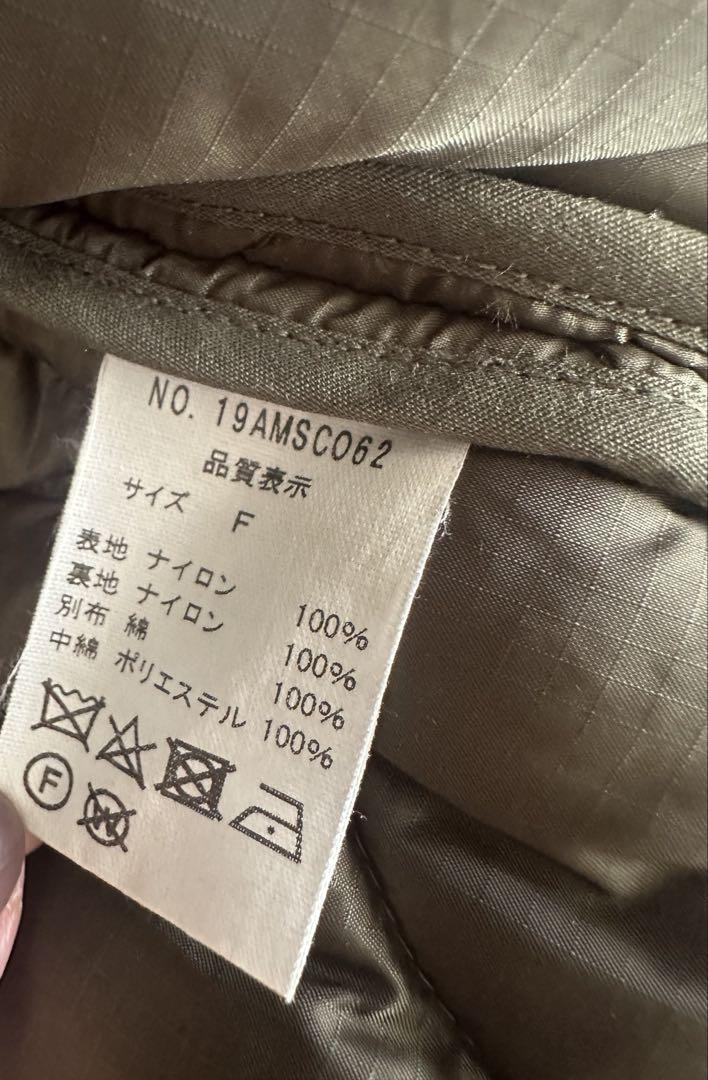 NO. 19AMSC062
品質表示
サイズ F
表地 ナイロン 100%
裏地 ナイロン 100%
別布 綿 100%
中綿 ポリエステル 100%
F
W